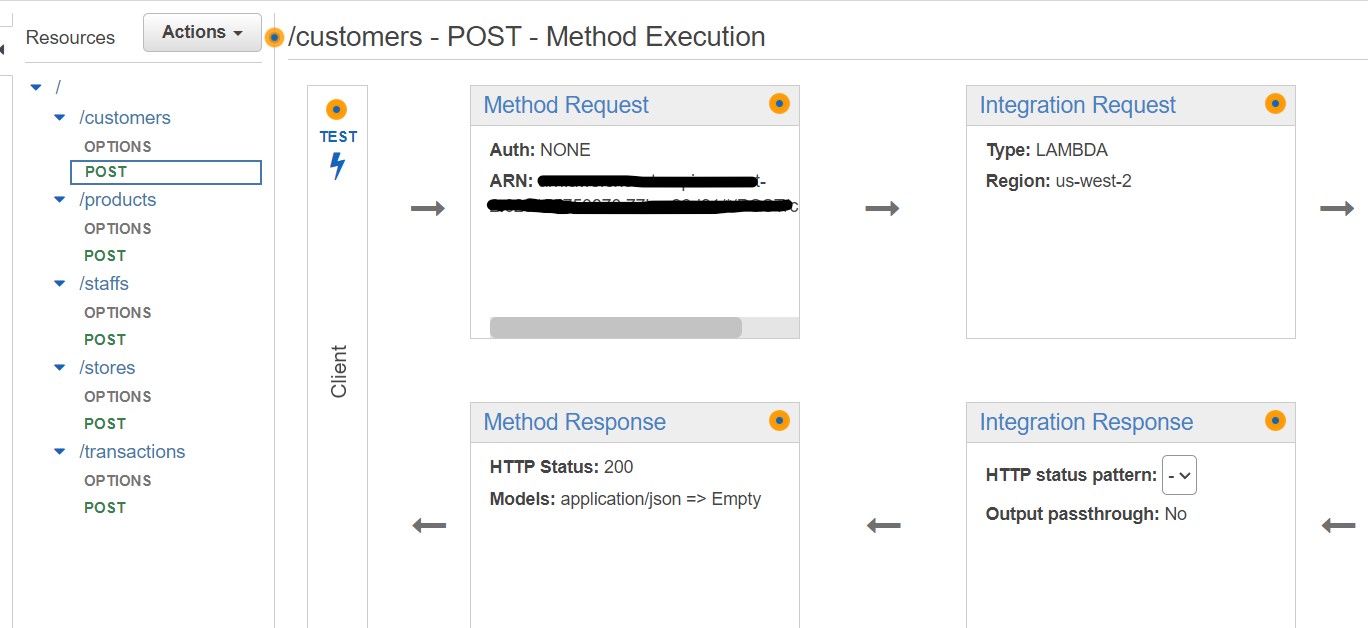 Resources
Actions
/customers - POST - Method Execution
/
/customers
OPTIONS
POST
/products
OPTIONS
POST
/staffs
OPTIONS
POST
/stores
OPTIONS
POST
/transactions
OPTIONS
POST
TEST
Client
Method Request
Auth: NONE
ARN:
Integration Request
Type: LAMBDA
Region: us-west-2
Method Response
HTTP Status: 200
Models: application/json => Empty
Integration Response
HTTP status pattern: -
Output passthrough: No